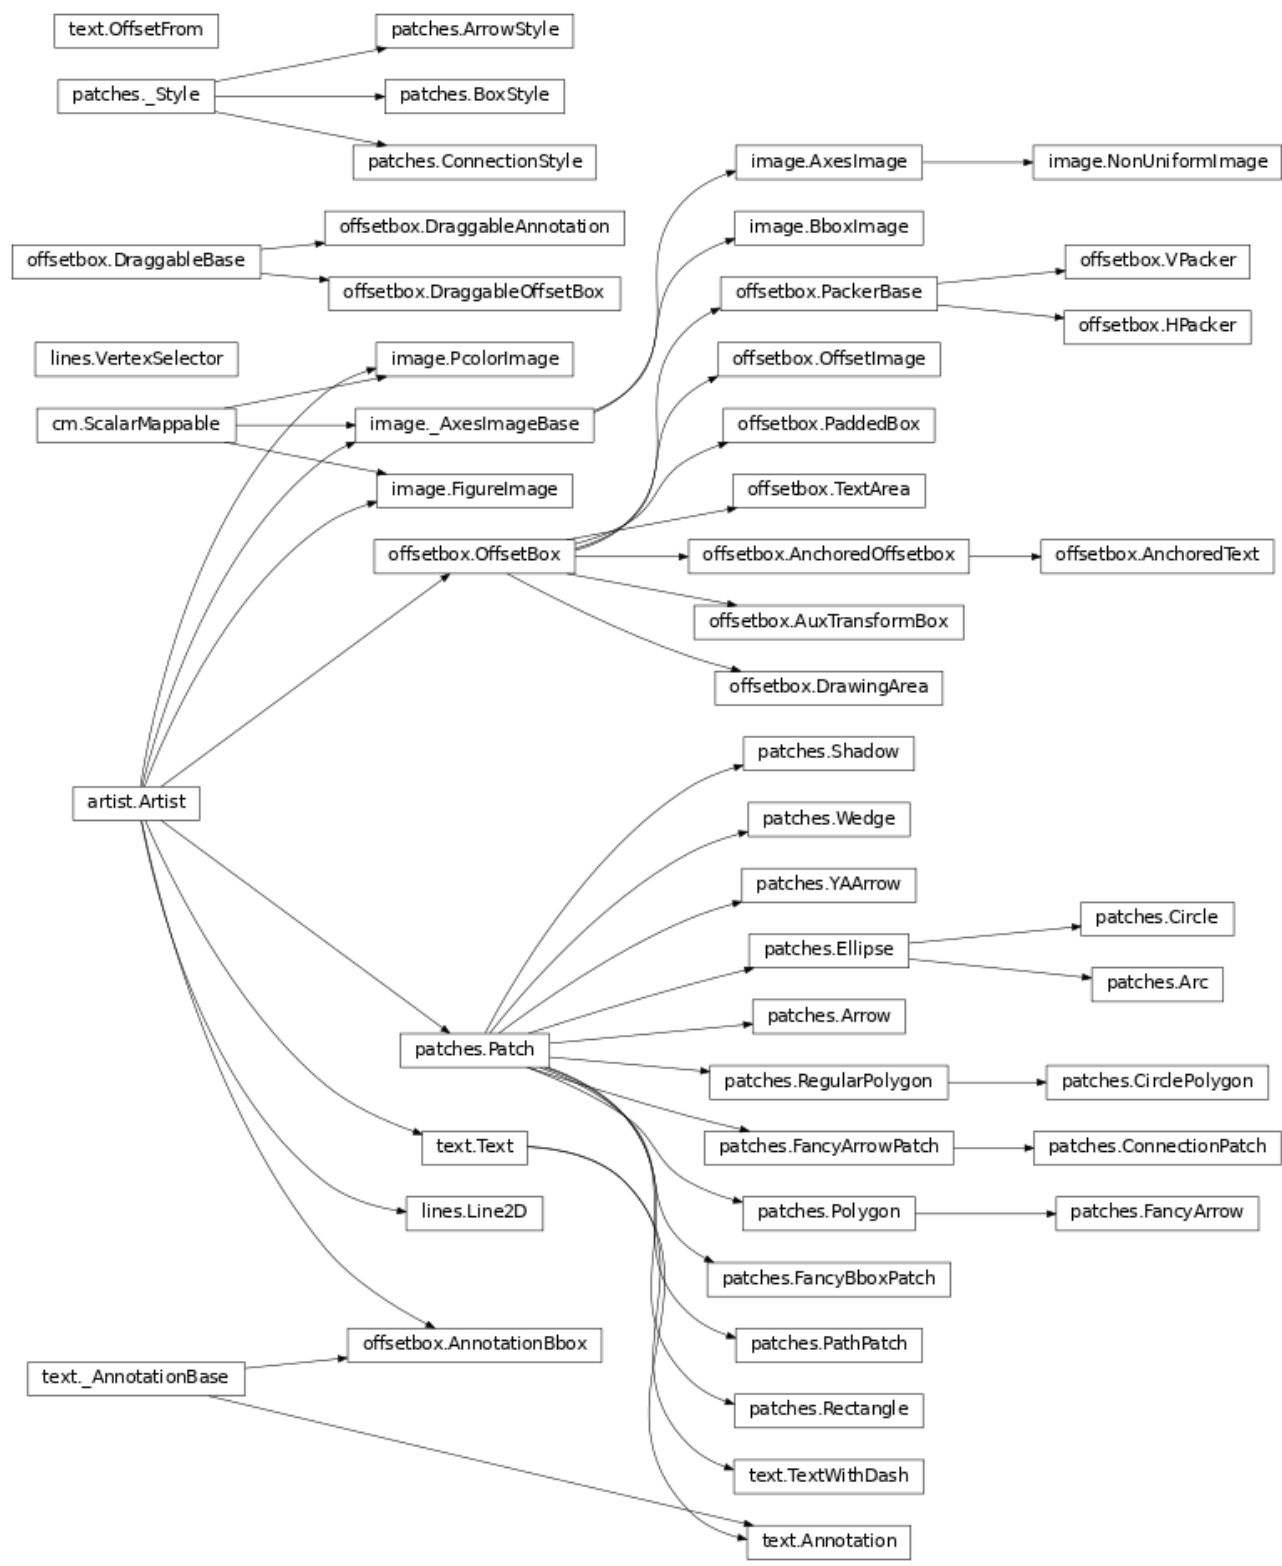 text.OffsetFrom
patches.ArrowStyle
patches._Style
patches.BoxStyle
patches.ConnectionStyle
image.AxesImage
image.NonUniformImage
offsetbox.DraggableAnnotation
image.BboxImage
offsetbox.DraggableBase
offsetbox.VPacker
offsetbox.DraggableOffsetBox
offsetbox.PackerBase
offsetbox.HPacker
lines.VertexSelector
image.PcolorImage
offsetbox.OffsetImage
cm.ScalarMappable
image._AxesImageBase
offsetbox.PaddedBox
image.FigureImage
offsetbox.TextArea
offsetbox.OffsetBox
offsetbox.AnchoredOffsetbox
offsetbox.AnchoredText
offsetbox.AuxTransformBox
offsetbox.DrawingArea
patches.Shadow
artist.Artist
patches.Wedge
patches.YAArrow
patches.Circle
patches.Ellipse
patches.Arc
patches.Arrow
patches.Patch
patches.RegularPolygon
patches.CirclePolygon
text.Text
patches.FancyArrowPatch
patches.ConnectionPatch
lines.Line2D
patches.Polygon
patches.FancyArrow
patches.FancyBboxPatch
offsetbox.AnnotationBbox
patches.PathPatch
text._AnnotationBase
patches.Rectangle
text.TextWithDash
text.Annotation